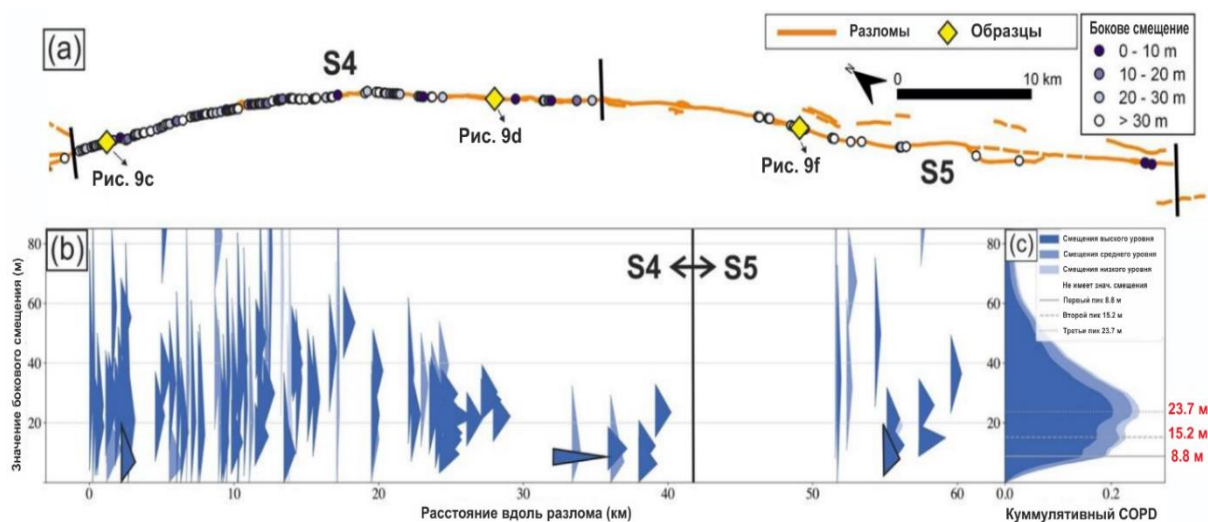 (a)
S4
Разломы
Образцы
N
0
10 km
Боковe смещение
0 - 10 m
10 - 20 m
20 - 30 m
> 30 m
Рис. 9c
Рис. 9d
Рис. 9f
S5
(b)
Значение бокового смещения (м)
80
60
40
20
0
10
20
30
40
50
60
Расстояние вдоль разлома (км)
S4
S5
(c)
80
60
40
20
Смещения выского уровня
Смещения среднего уровня
Смещения низкого уровня
Не имеет знач. смещения
Первый пик 8.8 м
Второй пик 15.2 м
Третьи пик 23.7 м
23.7 м
15.2 м
8.8 м
0.0
0.2
Куммулятивный COPD